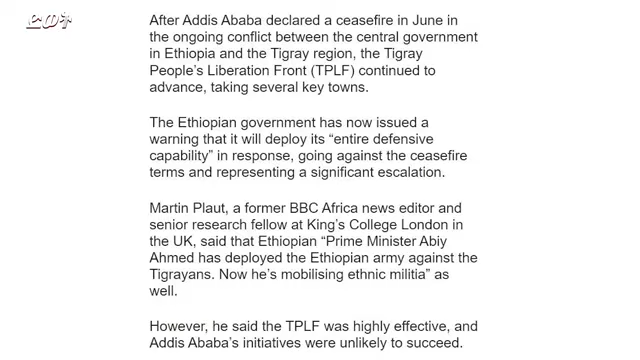 After Addis Ababa declared a ceasefire in June in
the ongoing conflict between the central government
in Ethiopia and the Tigray region, the Tigray
People’s Liberation Front (TPLF) continued to
advance, taking several key towns.
The Ethiopian government has now issued a
warning that it will deploy its “entire defensive
capability” in response, going against the ceasefire
terms and representing a significant escalation.
Martin Plaut, a former BBC Africa news editor and
senior research fellow at King’s College London in
the UK, said that Ethiopian “Prime Minister Abiy
Ahmed has deployed the Ethiopian army against the
Tigrayans. Now he’s mobilising ethnic militia” as
well.
However, he said the TPLF was highly effective, and
Addis Ababa’s initiatives were unlikely to succeed.